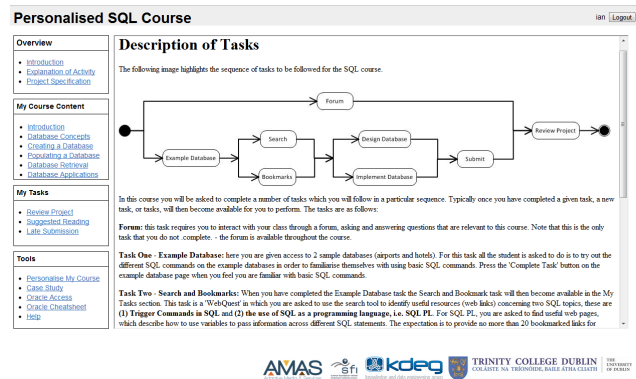 Personalised SQL Course
ian Logout
Overview
Introduction
Explanation of Activity
Project Specification
My Course Content
Introduction
Database Concepts
Creating a Database
Populating a Database
Database Retrieval
Database Applications
My Tasks
Review Project
Suggested Reading
Late Submission
Tools
Personalise My Course
Case Study
Oracle Access
Oracle Cheatsheet
Help
Description of Tasks
The following image highlights the sequence of tasks to be followed for the SQL course.
Forum
Search
Design Database
Review Project
Example Database
Submit
Bookmarks
Implement Database
In this course you will be asked to complete a number of tasks which you will follow in a particular sequence. Typically once you have completed a given task, a new
task, or tasks, will then become available for you to perform. The tasks are as follows:
Forum: this task requires you to interact with your class through a forum, asking and answering questions that are relevant to this course. Note that this is the only
task that you do not .complete. - the forum is available throughout the course.
Task One - Example Database: here you are given access to 2 sample databases (airports and hotels). For this task all the student is asked to do is to try out the
different SQL commands on the example databases in order to familiarise themselves with using basic SQL commands. Press the 'Complete Task' button on the
example database page when you feel you are familiar with basic SQL commands.
Task Two - Search and Bookmarks: When you have completed the Example Database task the Search and Bookmark task will then become available in the My
Tasks section. This task is a 'WebQuest' in which you are asked to use the search tool to identify useful resources (web links) concerning two SQL topics, these are
(1) Trigger Commands in SQL and (2) the use of SQL as a programming language, i.e. SQL PL. For SQL PL, you are asked to find useful web pages,
which describe how to use variables to pass information across different SQL statements. The expectation is to provide no more than 20 bookmarked links for
AMAS
sfi
kdeg
knowledge and data engineering group
TRINITY COLLEGE DUBLIN
COLÁISTE NA TRÍONÓIDE, BAILE ÁTHA CLIATH
THE
UNIVERSITY
OF DUBLIN